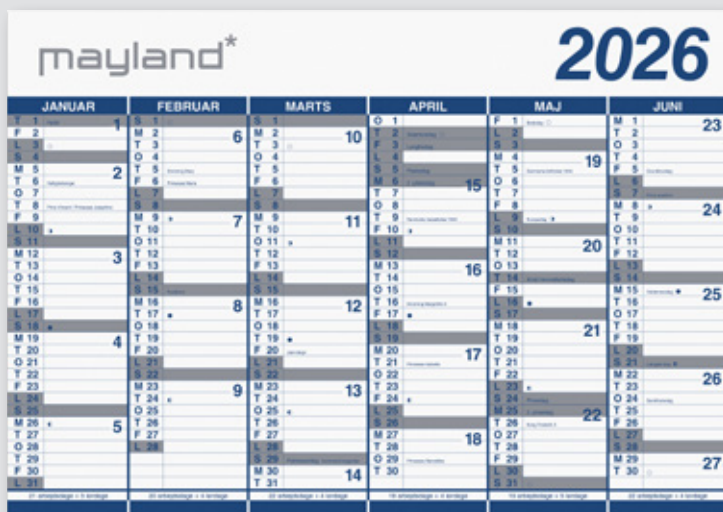 mayland*
2026
JANUAR FEBRUAR MARTS APRIL MAJ JUNI
T 1 1 S 1 S 1 O 1 F 1 M 1 23
F 2 M 2 6 M 2 10 T 2 L 2 T 2
L 3 T 3 T 3 F 3 S 3 O 3
S 4 O 4 O 4 L 4 M 4 19 T 4
M 5 2 T 5 T 5 S 5 T 5 F 5
T 6 F 6 F 6 M 6 15 O 6 L 6
O 7 L 7 L 7 T 7 T 7 S 7
T 8 S 8 S 8 O 8 F 8 M 8 24
F 9 M 9 7 M 9 11 T 9 L 9 T 9
L 10 T 10 T 10 F 10 S 10 O 10
S 11 O 11 O 11 L 11 M 11 20 T 11
M 12 3 T 12 T 12 S 12 T 12 F 12
T 13 F 13 F 13 M 13 16 O 13 L 13
O 14 L 14 L 14 T 14 T 14 S 14
T 15 S 15 S 15 O 15 F 15 M 15 25
F 16 M 16 8 M 16 12 T 16 L 16 T 16
L 17 T 17 T 17 F 17 S 17 O 17
S 18 O 18 O 18 L 18 M 18 21 T 18
M 19 4 T 19 T 19 S 19 T 19 F 19
T 20 F 20 F 20 M 20 17 O 20 L 20
O 21 L 21 L 21 T 21 T 21 S 21
T 22 S 22 S 22 O 22 F 22 M 22 26
F 23 M 23 9 M 23 13 T 23 L 23 T 23
L 24 T 24 T 24 F 24 S 24 O 24
S 25 O 25 O 25 L 25 M 25 22 T 25
M 26 5 T 26 T 26 S 26 T 26 F 26
T 27 F 27 F 27 M 27 18 O 27 L 27
O 28 L 28 L 28 T 28 T 28 S 28
T 29 S 29 O 29 F 29 M 29 27
F 30 M 30 14 T 30 L 30 T 30
L 31 T 31 S 31